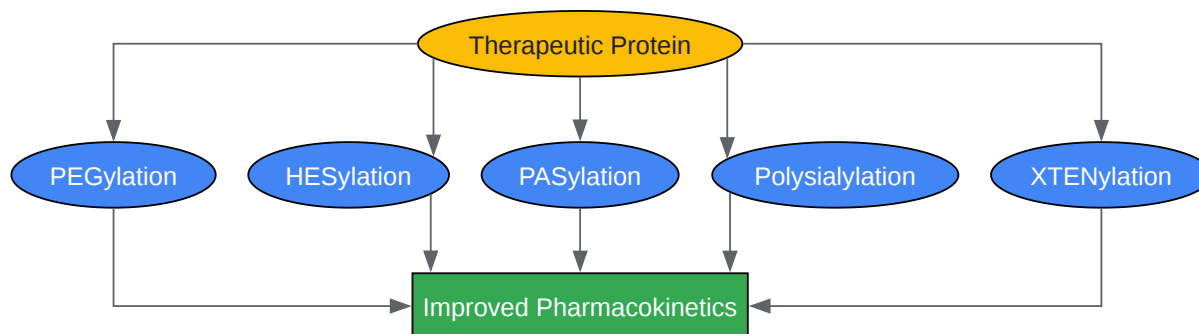 Therapeutic Protein
PEGylation
HESylation
PASylation
Polysialylation
XTENylation
Improved Pharmacokinetics